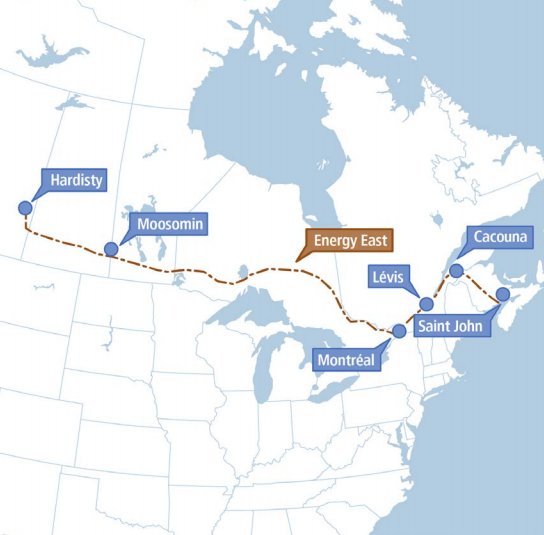 Hardisty
Moosomin
Energy East
Cacouna
Lévis
Saint John
Montréal